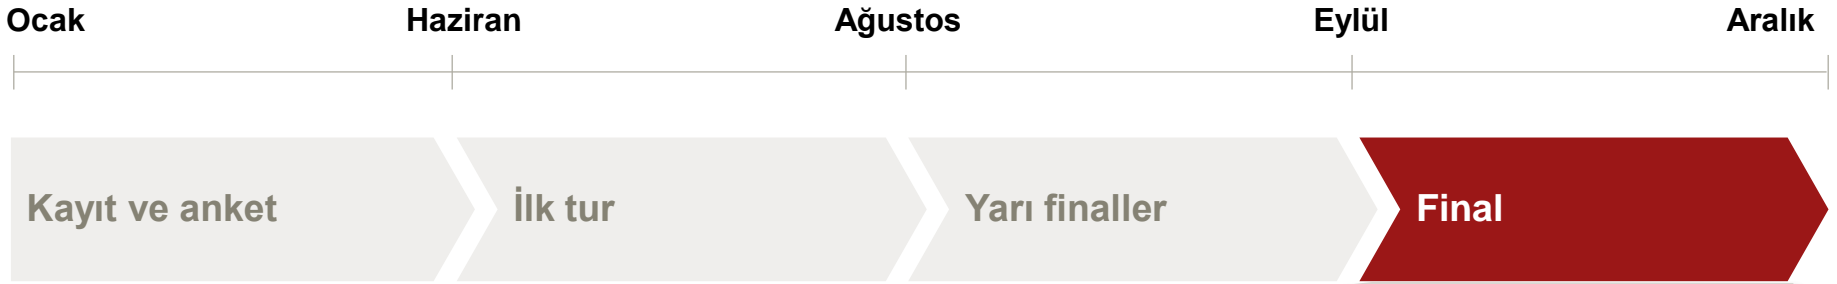 Ocak Haziran Ağustos Eylül Aralık
Kayıt ve anket İlk tur Yarı finaller Final